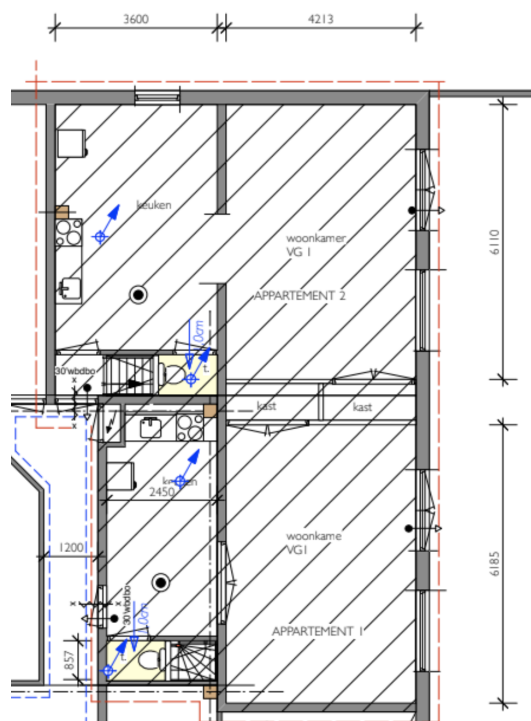 3600
4213
keuken
woonkamer
VG 1
6110
APPARTEMENT 2
t.
30'wbdbo
x
x
kast
kast
2450
woonkame
VG1
1200
6185
30'wbdbo
x
x
APPARTEMENT 1
857
t.